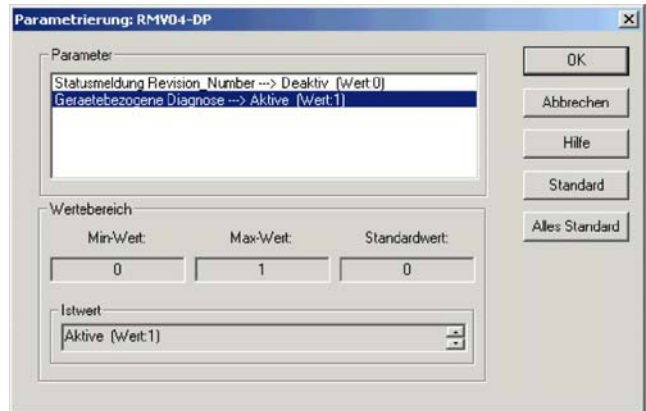 Parametrierung: RMV04-DP
Parameter
Statusmeldung Revision_Number ---> Deaktiv (Wert:0)
Geraetebezogene Diagnose ---> Aktive (Wert:1)
OK
Abbrechen
Hilfe
Standard
Alles Standard
Wertebereich
Min-Wert: Max-Wert: Standardwert:
0 1 0
Istwert
Aktive (Wert:1)